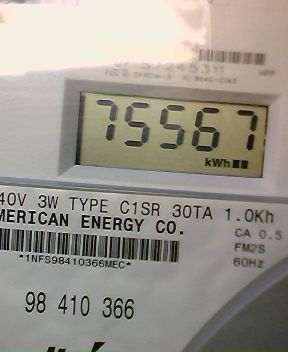 75567
kWh
40V 3W TYPE C1SR 30TA 1.0Kh
MERICAN ENERGY CO.
CA 0.5
FM2S
60Hz
*1NFS98410366MEC*
98 410 366